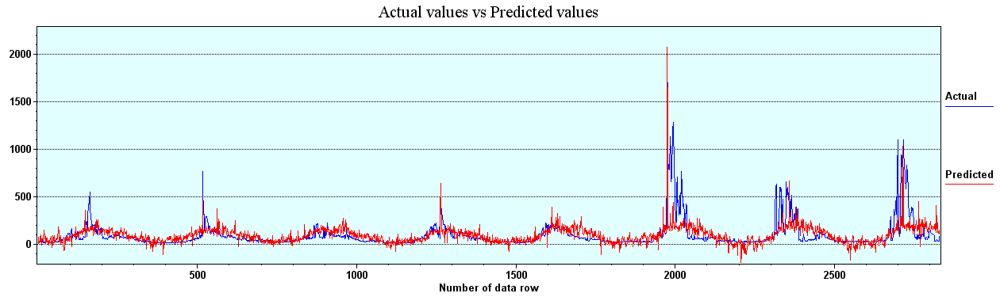 Actual values vs Predicted values
2000
1500
1000
500
0
Actual
Predicted
500
1000
1500
2000
2500
Number of data row